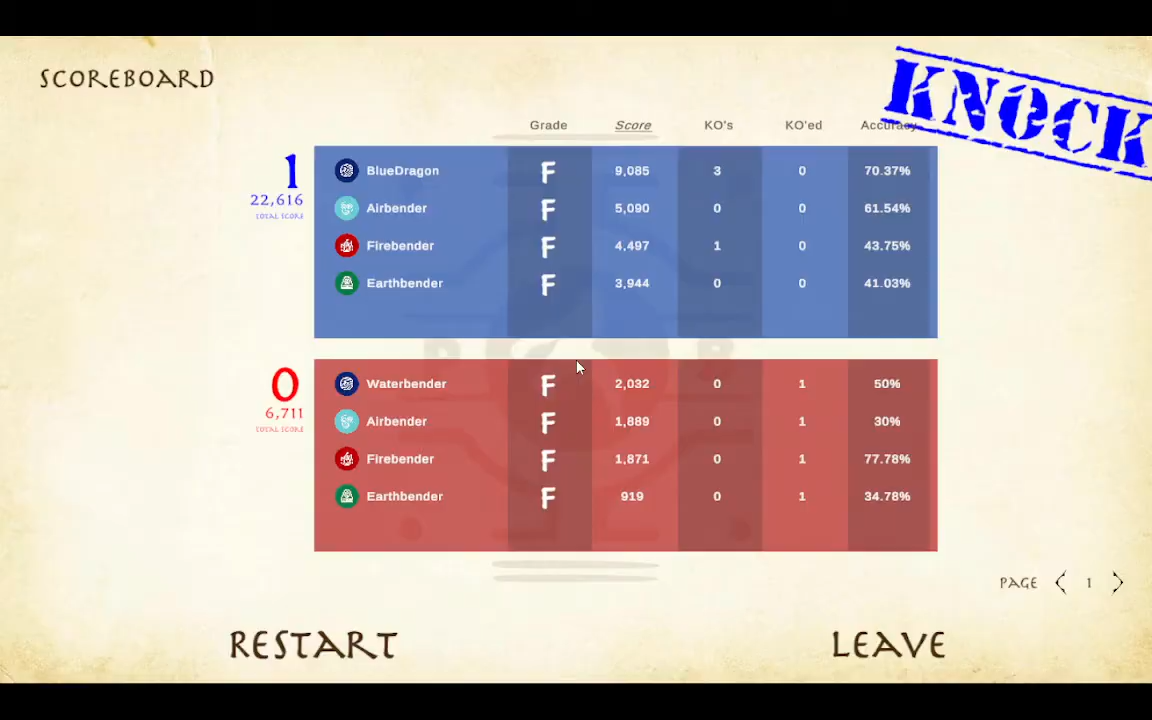 SCOREBOARD
KNOCK
Grade Score KO's KO'ed Accuracy
1
22,616
TOTAL SCORE
BlueDragon F 9,085 3 0 70.37%
Airbender F 5,090 0 0 61.54%
Firebender F 4,497 1 0 43.75%
Earthbender F 3,944 0 0 41.03%
0
6,711
TOTAL SCORE
Waterbender F 2,032 0 1 50%
Airbender F 1,889 0 1 30%
Firebender F 1,871 0 1 77.78%
Earthbender F 919 0 1 34.78%
PAGE < 1 >
RESTART
LEAVE